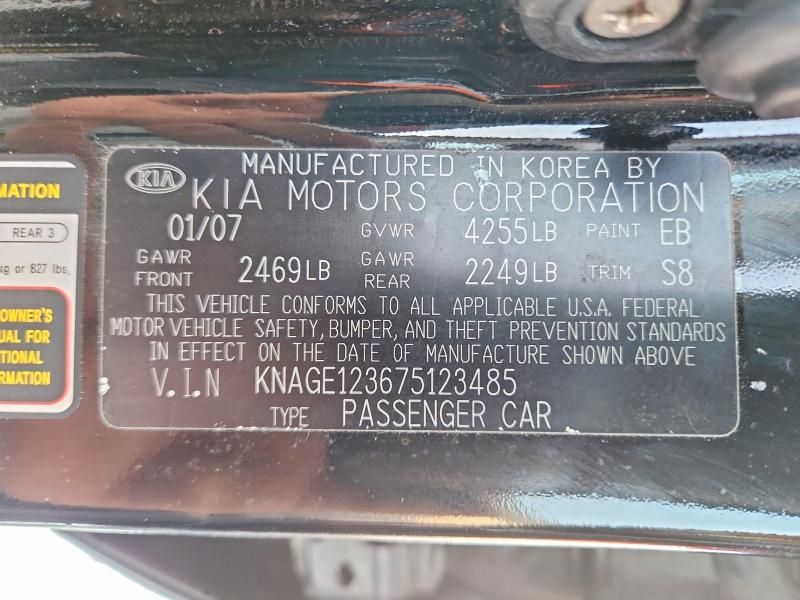 MANUFACTURED IN KOREA BY
KIA
KIA MOTORS CORPORATION
01/07 GVWR 4255LB PAINT EB
GAWR FRONT 2469LB GAWR REAR 2249LB TRIM S8
THIS VEHICLE CONFORMS TO ALL APPLICABLE U.S.A. FEDERAL
MOTOR VEHICLE SAFETY, BUMPER, AND THEFT PREVENTION STANDARDS
IN EFFECT ON THE DATE OF MANUFACTURE SHOWN ABOVE
V.I.N KNAGE123675123485
TYPE PASSENGER CAR
RMATION
REAR 3
kg or 827 lbs.
OWNER'S
UAL FOR
TIONAL
RMATION